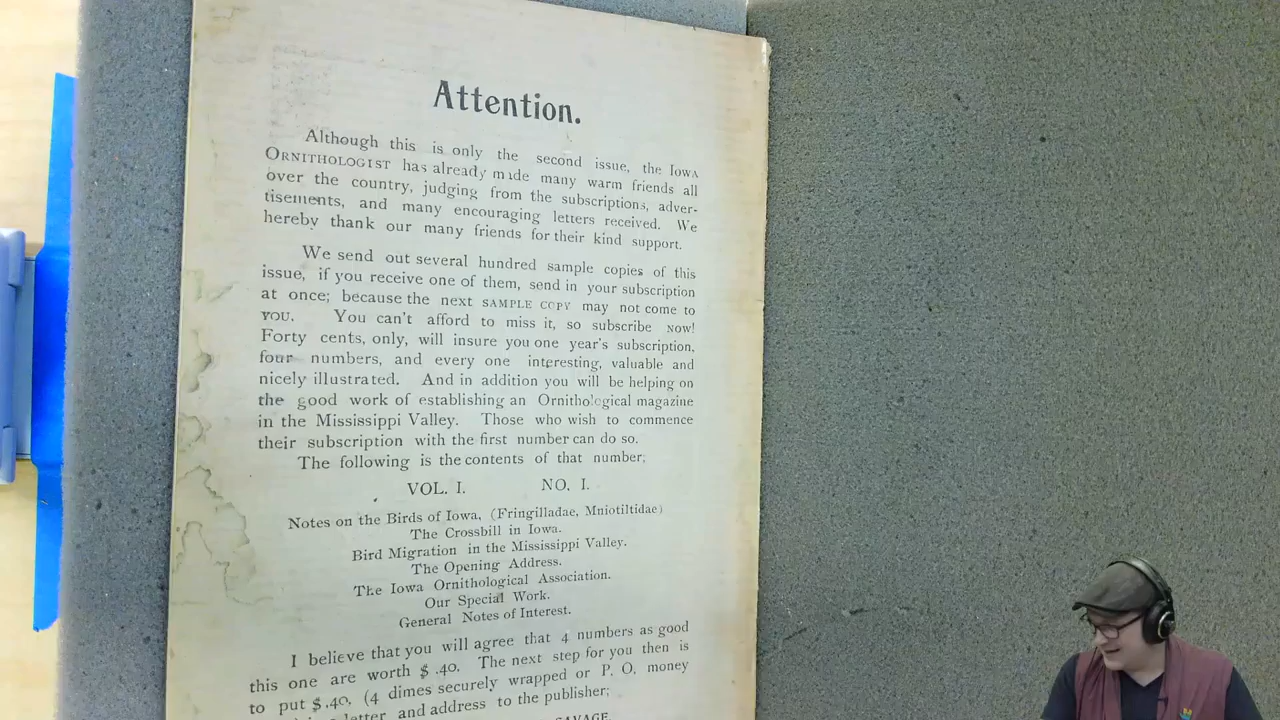 Attention.
Although this is only the second issue, the IOWA
ORNITHOLOGIST has already made many warm friends all
over the country, judging from the subscriptions, adver-
tisements, and many encouraging letters received. We
hereby thank our many friends for their kind support.
We send out several hundred sample copies of this
issue, if you receive one of them, send in your subscription
at once; because the next SAMPLE COPY may not come to
YOU. You can't afford to miss it, so subscribe NOW!
Forty cents, only, will insure you one year's subscription,
four numbers, and every one interesting, valuable and
nicely illustrated. And in addition you will be helping on
the good work of establishing an Ornithological magazine
in the Mississippi Valley. Those who wish to commence
their subscription with the first number can do so.
The following is the contents of that number;
VOL. I. NO. I.
Notes on the Birds of Iowa, (Fringilladae, Mniotiltidae)
The Crossbill in Iowa.
Bird Migration in the Mississippi Valley.
The Opening Address.
The Iowa Ornithological Association.
Our Special Work.
General Notes of Interest.
I believe that you will agree that 4 numbers as good
this one are worth $ .40. The next step for you then is
to put $ .40. (4 dimes securely wrapped or P. O. money
letter and address to the publisher;
SAVAGE,